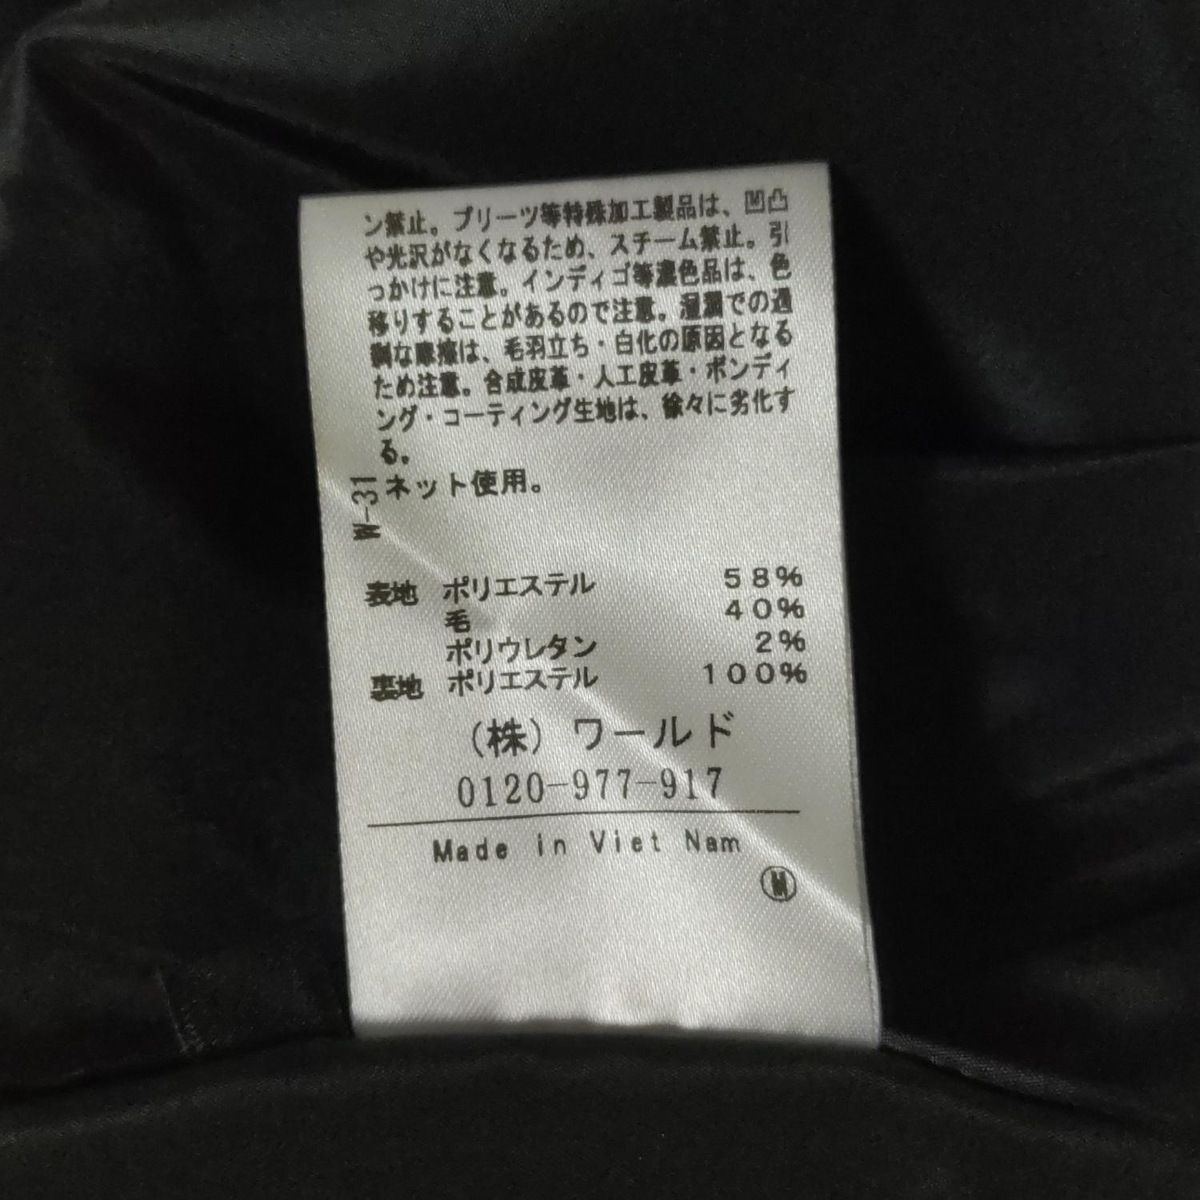 ン禁止。プリーツ等特殊加工製品は、凹凸
や光沢がなくなるため、スチーム禁止。引
っかけに注意。インディゴ等濃色品は、色
移りすることがあるので注意。湿潤での過
剰な摩擦は、毛羽立ち・白化の原因となる
ため注意。合成皮革・人工皮革・ボンディ
ング・コーティング生地は、徐々に劣化す
る。
W-31
ネット使用。
表地 ポリエステル 58%
毛 40%
ポリウレタン 2%
裏地 ポリエステル 100%
(株) ワールド
0120-977-917
Made in Viet Nam
M